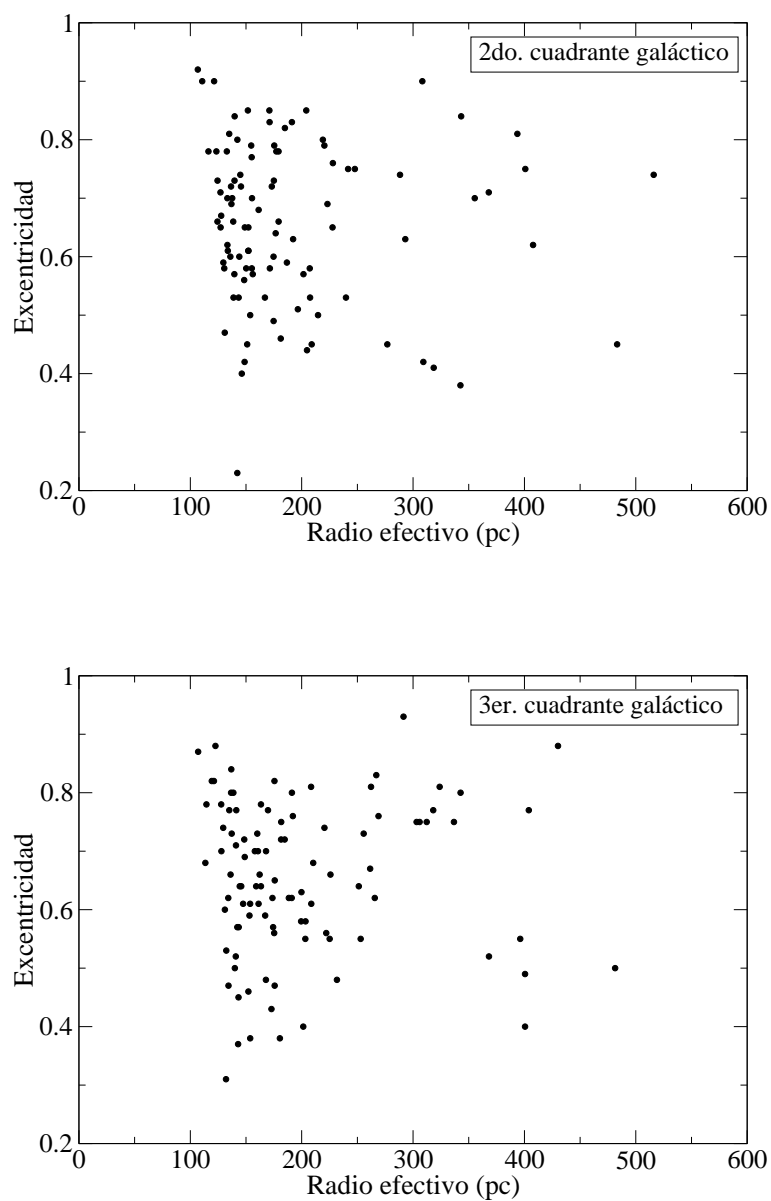 1
2do. cuadrante galáctico
0.8
Excentricidad
0.6
0.4
0.2
0 100 200 300 400 500 600
Radio efectivo (pc)
1
3er. cuadrante galáctico
0.8
Excentricidad
0.6
0.4
0.2
0 100 200 300 400 500 600
Radio efectivo (pc)